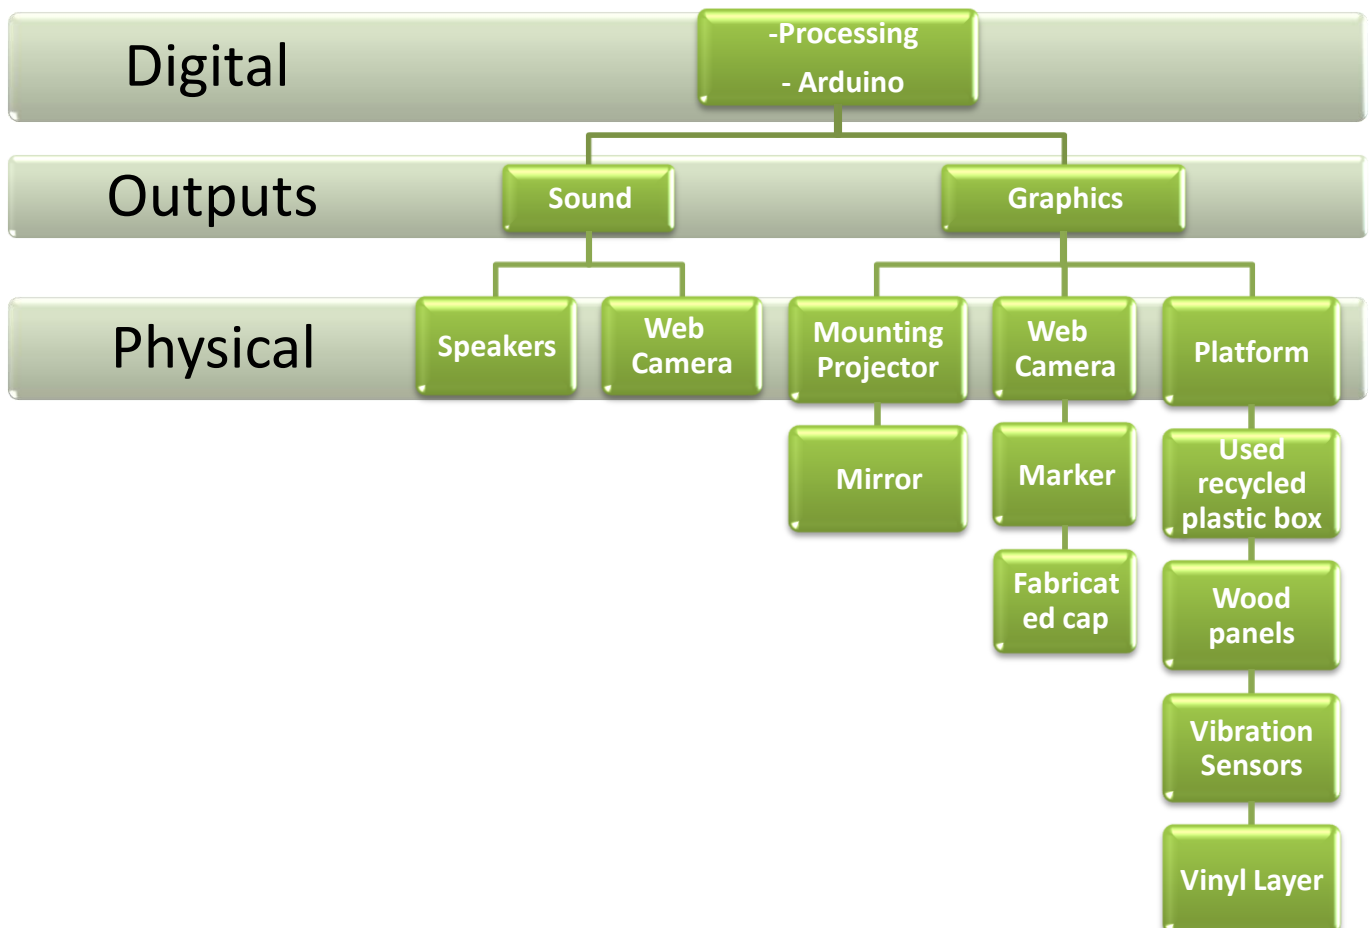 Digital
-Processing
- Arduino
Outputs
Sound
Graphics
Physical
Speakers
Web
Camera
Mounting
Projector
Web
Camera
Platform
Mirror
Marker
Used
recycled
plastic box
Fabricat
ed cap
Wood
panels
Vibration
Sensors
Vinyl Layer